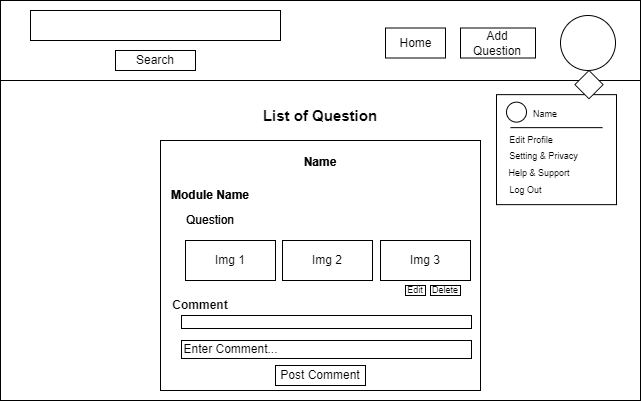 Search
Home
Add
Question
Name
Edit Profile
Setting & Privacy
Help & Support
Log Out
List of Question
Name
Module Name
Question
Img 1
Img 2
Img 3
Edit
Delete
Comment
Enter Comment...
Post Comment